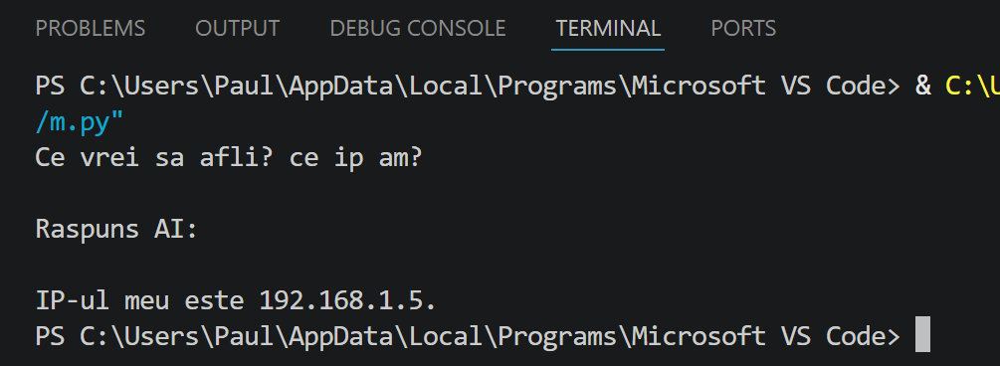 PROBLEMS OUTPUT DEBUG CONSOLE TERMINAL PORTS
PS C:\Users\Paul\AppData\Local\Programs\Microsoft VS Code> & C:\U
/m.py"
Ce vrei sa afli? ce ip am?
Raspuns AI:
IP-ul meu este 192.168.1.5.
PS C:\Users\Paul\AppData\Local\Programs\Microsoft VS Code>